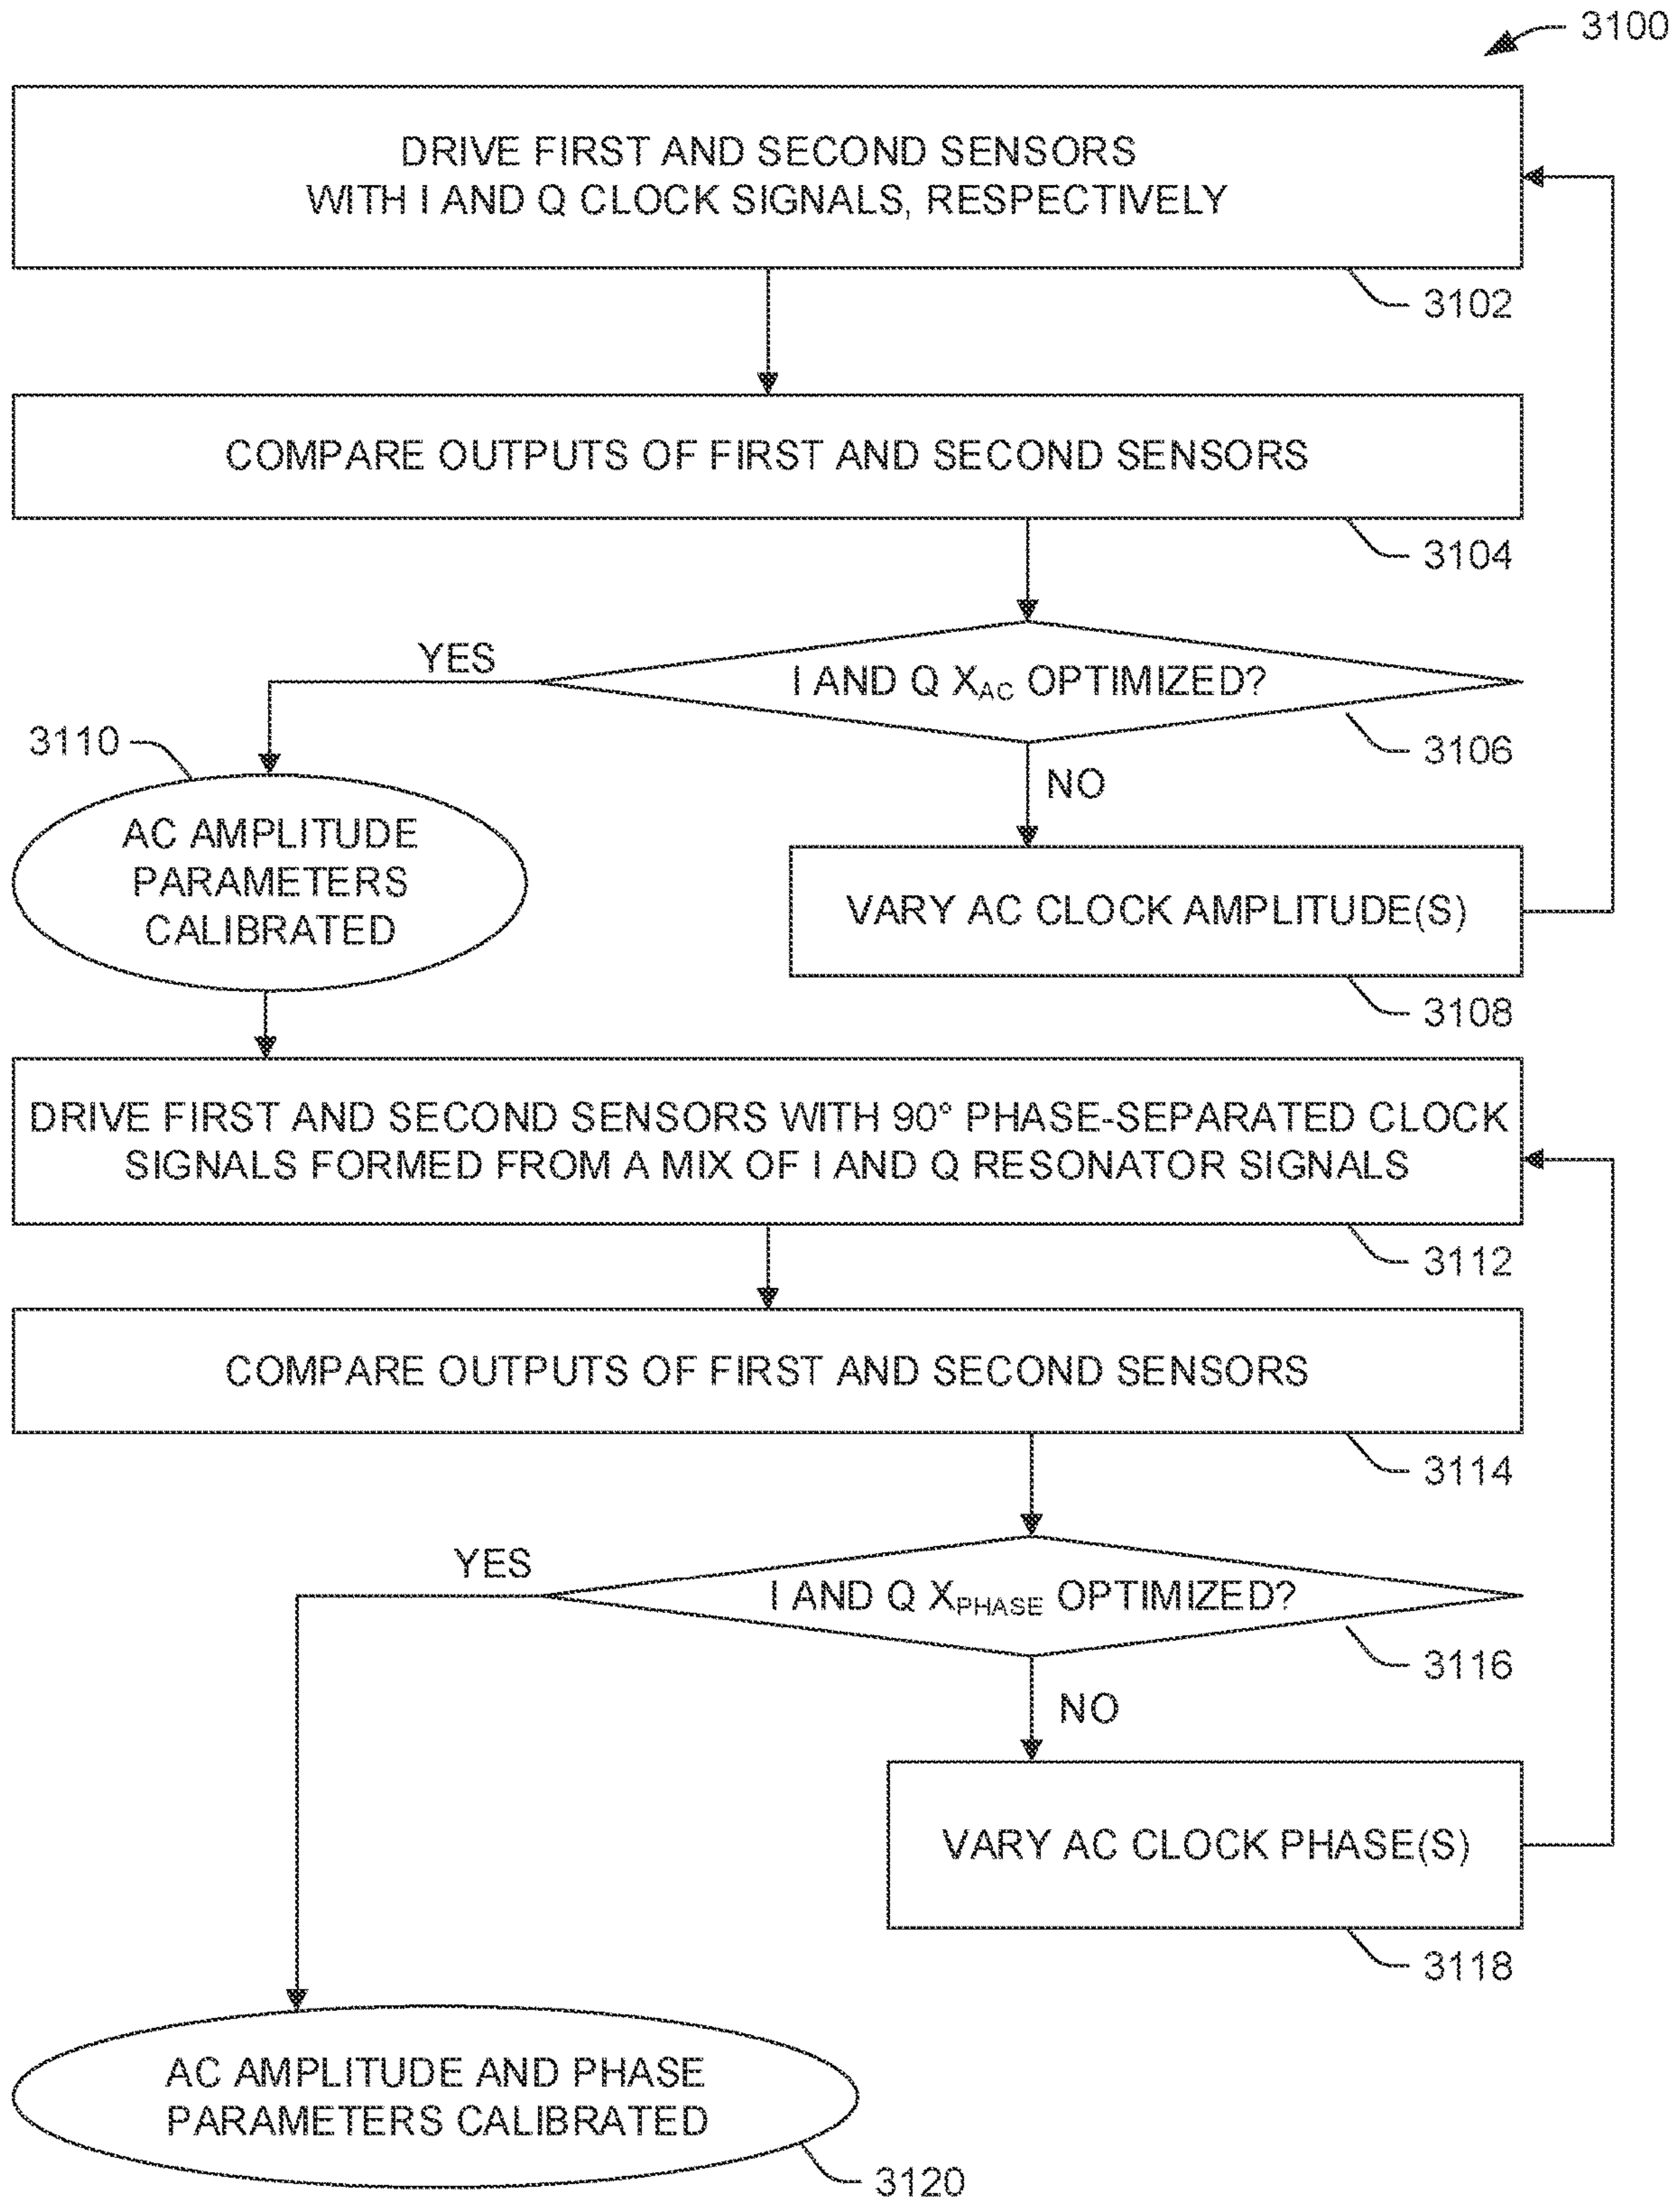 3100
DRIVE FIRST AND SECOND SENSORS
WITH I AND Q CLOCK SIGNALS, RESPECTIVELY
3102
COMPARE OUTPUTS OF FIRST AND SECOND SENSORS
3104
YES
I AND Q X_AC OPTIMIZED?
3106
3110
NO
AC AMPLITUDE
PARAMETERS
CALIBRATED
VARY AC CLOCK AMPLITUDE(S)
3108
DRIVE FIRST AND SECOND SENSORS WITH 90° PHASE-SEPARATED CLOCK
SIGNALS FORMED FROM A MIX OF I AND Q RESONATOR SIGNALS
3112
COMPARE OUTPUTS OF FIRST AND SECOND SENSORS
3114
YES
I AND Q X_PHASE OPTIMIZED?
3116
NO
VARY AC CLOCK PHASE(S)
3118
AC AMPLITUDE AND PHASE
PARAMETERS CALIBRATED
3120